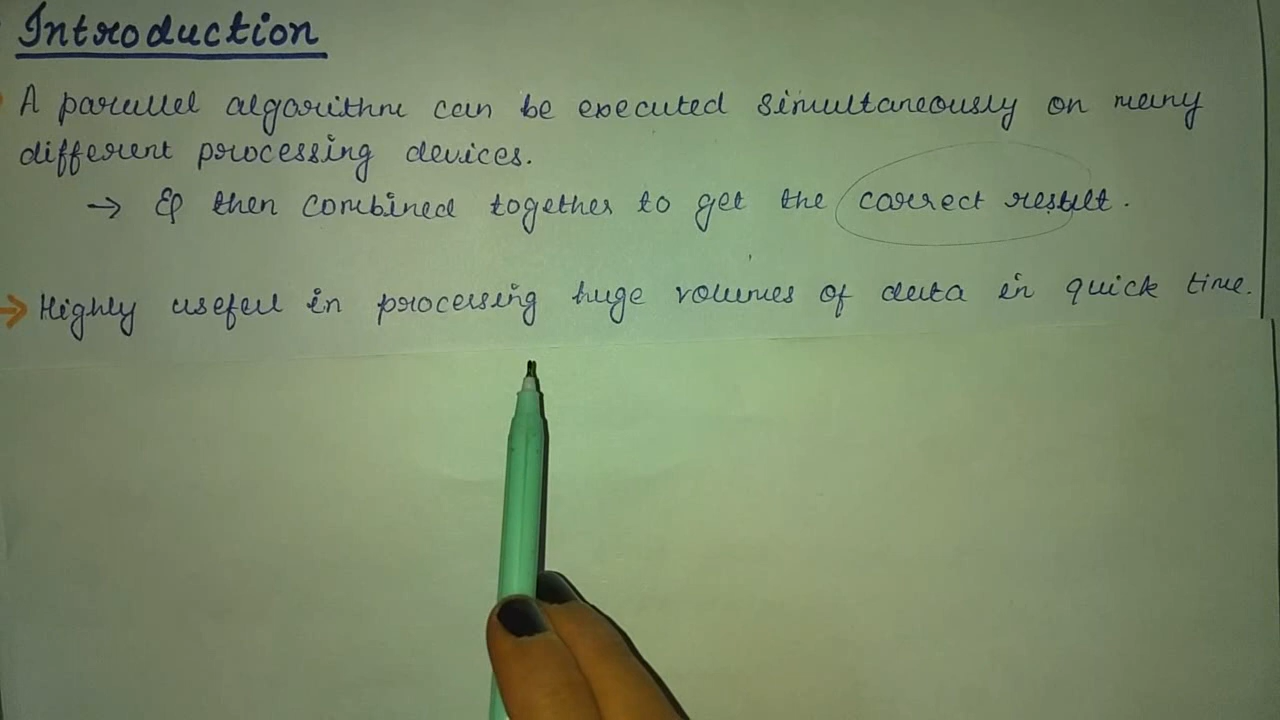 Introduction
A parallel algorithm can be executed simultaneously on many
different processing devices.
→ & then combined together to get the correct result.
→ Highly useful in processing huge volumes of data in quick time.